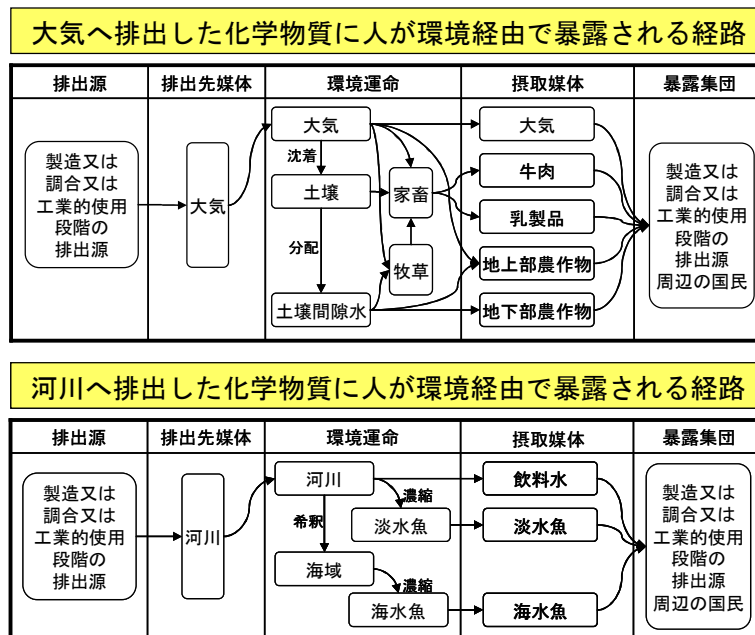 大気へ排出した化学物質に人が環境経由で暴露される経路
排出源
排出先媒体
環境運命
摂取媒体
暴露集団
製造又は
調合又は
工業的使用
段階の
排出源
大気
大気
沈着
土壌
分配
土壌間隙水
家畜
牧草
大気
牛肉
乳製品
地上部農作物
地下部農作物
製造又は
調合又は
工業的使用
段階の
排出源
周辺の国民
河川へ排出した化学物質に人が環境経由で暴露される経路
排出源
排出先媒体
環境運命
摂取媒体
暴露集団
製造又は
調合又は
工業的使用
段階の
排出源
河川
河川
濃縮
希釈
淡水魚
海域
濃縮
海水魚
飲料水
淡水魚
海水魚
製造又は
調合又は
工業的使用
段階の
排出源
周辺の国民